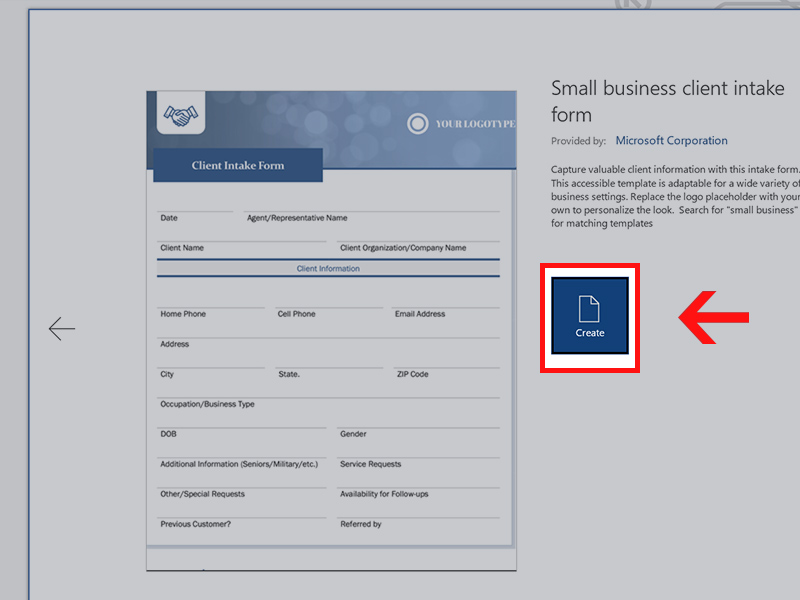 YOUR LOGOTYPE
Client Intake Form
Date Agent/Representative Name
Client Name Client Organization/Company Name
Client Information
Home Phone Cell Phone Email Address
Address
City State. ZIP Code
Occupation/Business Type
DOB Gender
Additional Information (Seniors/Military/etc.) Service Requests
Other/Special Requests Availability for Follow-ups
Previous Customer? Referred by
Small business client intake
form
Provided by: Microsoft Corporation
Capture valuable client information with this intake form.
This accessible template is adaptable for a wide variety of
business settings. Replace the logo placeholder with your
own to personalize the look. Search for "small business"
for matching templates
Create